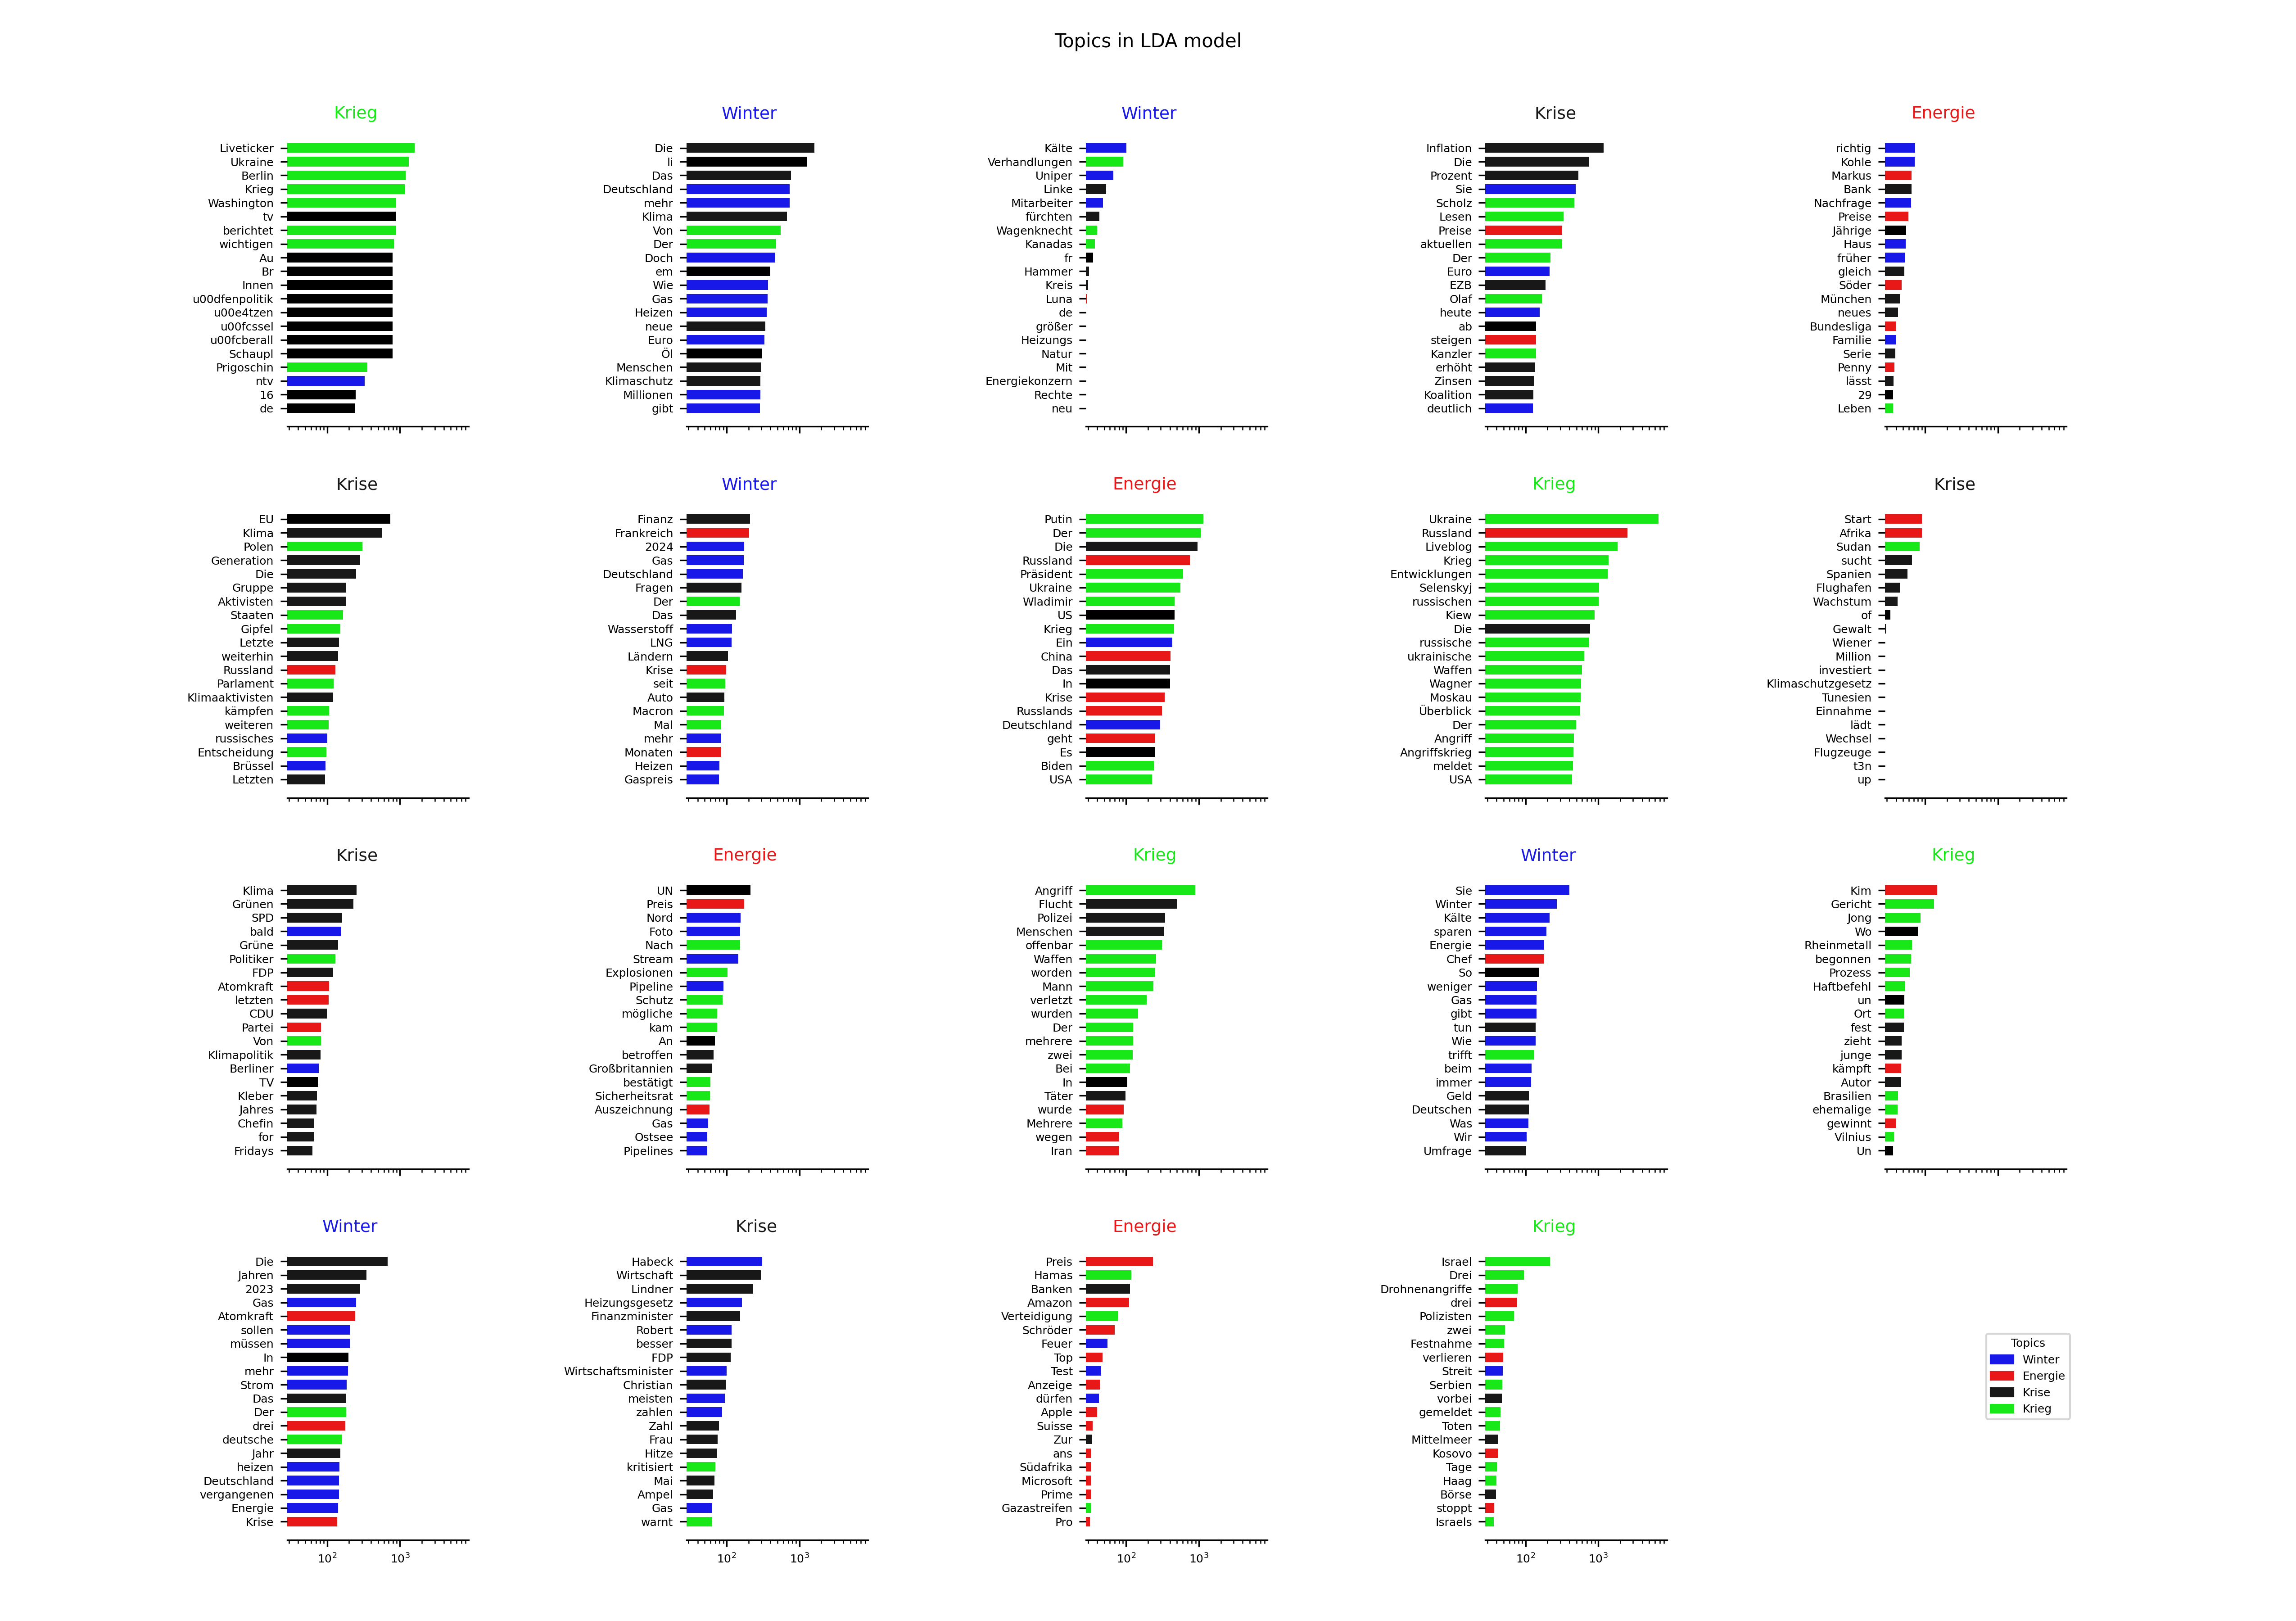 Topics in LDA model
Krieg
Liveticker
Ukraine
Berlin
Krieg
Washington
tv
berichtet
wichtigen
Au
Br
Innen
u00dfenpolitik
u00e4tzen
u00fcssel
u00fcberall
Schaupl
Prigoschin
ntv
16
de
Winter
Die
li
Das
Deutschland
mehr
Klima
Von
Der
Doch
em
Wie
Gas
Heizen
neue
Euro
Öl
Menschen
Klimaschutz
Millionen
gibt
Winter
Kälte
Verhandlungen
Uniper
Linke
Mitarbeiter
fürchten
Wagenknecht
Kanadas
fr
Hammer
Kreis
Luna
de
größer
Heizungs
Natur
Mit
Energiekonzern
Rechte
neu
Krise
Inflation
Die
Prozent
Sie
Scholz
Lesen
Preise
aktuellen
Der
Euro
EZB
Olaf
heute
ab
steigen
Kanzler
erhöht
Zinsen
Koalition
deutlich
Energie
richtig
Kohle
Markus
Bank
Nachfrage
Preise
Jährige
Haus
früher
gleich
Söder
München
neues
Bundesliga
Familie
Serie
Penny
lässt
29
Leben
Krise
EU
Klima
Polen
Generation
Die
Gruppe
Aktivisten
Staaten
Gipfel
Letzte
weiterhin
Russland
Parlament
Klimaaktivisten
kämpfen
weiteren
russisches
Entscheidung
Brüssel
Letzten
Winter
Finanz
Frankreich
2024
Gas
Deutschland
Fragen
Der
Das
Wasserstoff
LNG
Ländern
Krise
seit
Auto
Macron
Mal
mehr
Monaten
Heizen
Gaspreis
Energie
Putin
Der
Die
Russland
Präsident
Ukraine
Wladimir
US
Krieg
Ein
China
Das
In
Krise
Russlands
Deutschland
geht
Es
Biden
USA
Krieg
Ukraine
Russland
Liveblog
Krieg
Entwicklungen
Selenskyj
russischen
Kiew
Die
russische
ukrainische
Waffen
Wagner
Moskau
Überblick
Der
Angriff
Angriffskrieg
meldet
USA
Krise
Start
Afrika
Sudan
sucht
Spanien
Flughafen
Wachstum
of
Gewalt
Wiener
Million
investiert
Klimaschutzgesetz
Tunesien
Einnahme
lädt
Wechsel
Flugzeuge
t3n
up
Krise
Klima
Grünen
SPD
bald
Grüne
Politiker
FDP
Atomkraft
letzten
CDU
Partei
Von
Klimapolitik
Berliner
TV
Kleber
Jahres
Chefin
for
Fridays
Energie
UN
Preis
Nord
Foto
Nach
Stream
Explosionen
Pipeline
Schutz
mögliche
kam
An
betroffen
Großbritannien
bestätigt
Sicherheitsrat
Auszeichnung
Gas
Ostsee
Pipelines
Krieg
Angriff
Flucht
Polizei
Menschen
offenbar
Waffen
worden
Mann
verletzt
wurden
Der
mehrere
zwei
Bei
In
Täter
wurde
Mehrere
wegen
Iran
Winter
Sie
Winter
Kälte
sparen
Energie
Chef
So
weniger
Gas
gibt
tun
Wie
trifft
beim
immer
Geld
Deutschen
Was
Wir
Umfrage
Krieg
Kim
Gericht
Jong
Wo
Rheinmetall
begonnen
Prozess
Haftbefehl
un
Ort
fest
zieht
junge
kämpft
Autor
Brasilien
ehemalige
gewinnt
Vilnius
Un
Winter
Die
Jahren
2023
Gas
Atomkraft
sollen
müssen
In
mehr
Strom
Das
Der
drei
deutsche
Jahr
heizen
Deutschland
vergangenen
Energie
Krise
10² 10³
Krise
Habeck
Wirtschaft
Lindner
Heizungsgesetz
Finanzminister
Robert
besser
FDP
Wirtschaftsminister
Christian
meisten
zahlen
Zahl
Frau
Hitze
kritisiert
Mai
Ampel
Gas
warnt
10² 10³
Energie
Preis
Hamas
Banken
Amazon
Verteidigung
Schröder
Feuer
Top
Test
Anzeige
dürfen
Apple
Suisse
Zur
ans
Südafrika
Microsoft
Prime
Gazastreifen
Pro
10² 10³
Krieg
Israel
Drei
Drohnenangriffe
drei
Polizisten
zwei
Festnahme
verlieren
Streit
Serbien
vorbei
gemeldet
Toten
Mittelmeer
Kosovo
Tage
Haag
Börse
stoppt
Israels
10² 10³
Topics
Winter
Energie
Krise
Krieg